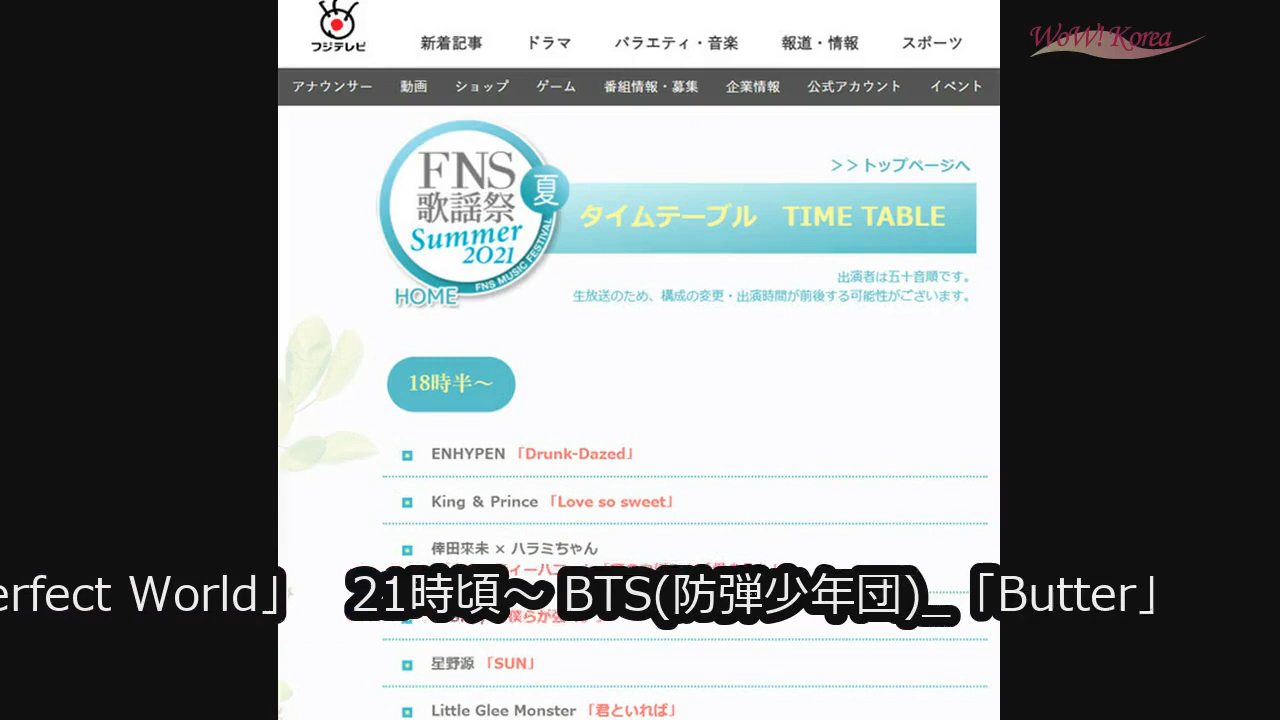 フジテレビ
新着記事 ドラマ バラエティ・音楽 報道・情報 スポーツ
WoW! Korea
アナウンサー 動画 ショップ ゲーム 番組情報・募集 企業情報 公式アカウント イベント
FNS
歌謡祭
夏
Summer
2021
FNS MUSIC FESTIVAL
HOME
>>トップページへ
タイムテーブル TIME TABLE
出演者は五十音順です。
生放送のため、構成の変更・出演時間が前後する可能性がございます。
18時半～
ENHYPEN 「Drunk-Dazed」
King & Prince 「Love so sweet」
倖田來未 × ハラミちゃん
erfect World」 21時頃～ BTS(防弾少年団)_「Butter」
星野源 「SUN」
Little Glee Monster 「君といれば」